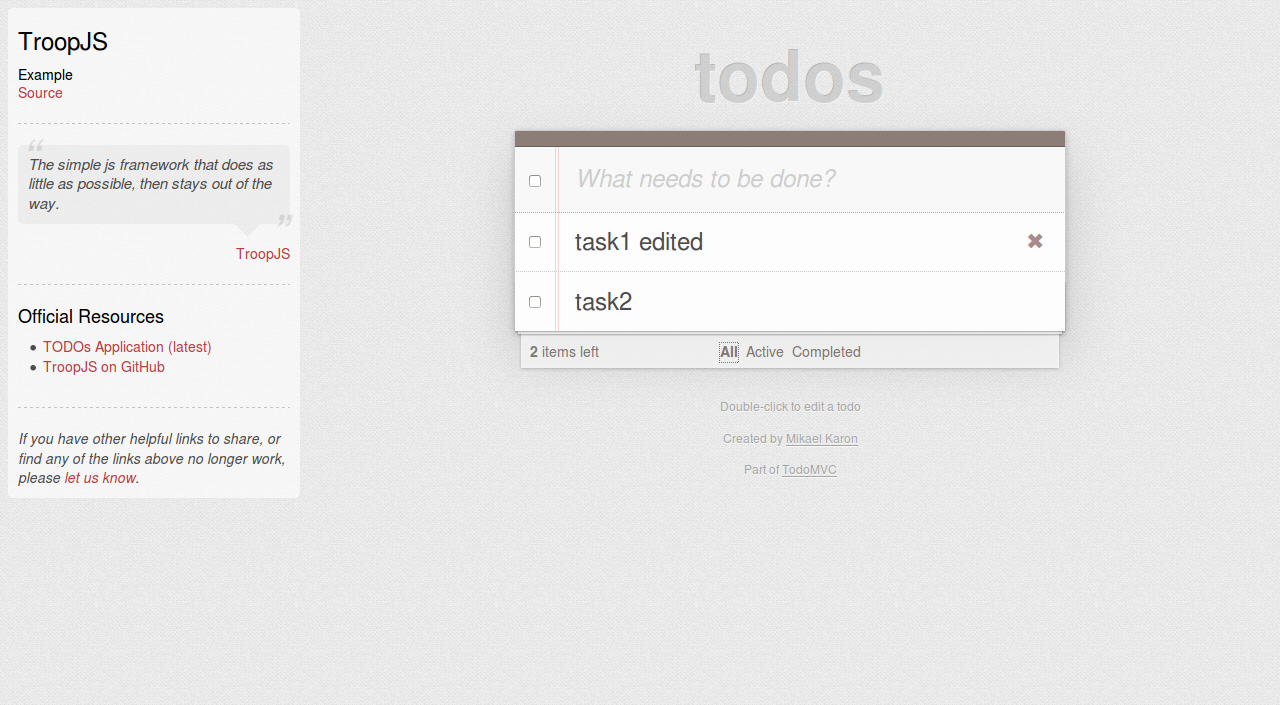 TroopJS
Example
Source
“
The simple js framework that does as
little as possible, then stays out of the
way.
”
TroopJS
Official Resources
• TODOs Application (latest)
• TroopJS on GitHub
If you have other helpful links to share, or
find any of the links above no longer work,
please let us know.
todos
What needs to be done?
task1 edited ✖
task2
2 items left All Active Completed
Double-click to edit a todo
Created by Mikael Karon
Part of TodoMVC